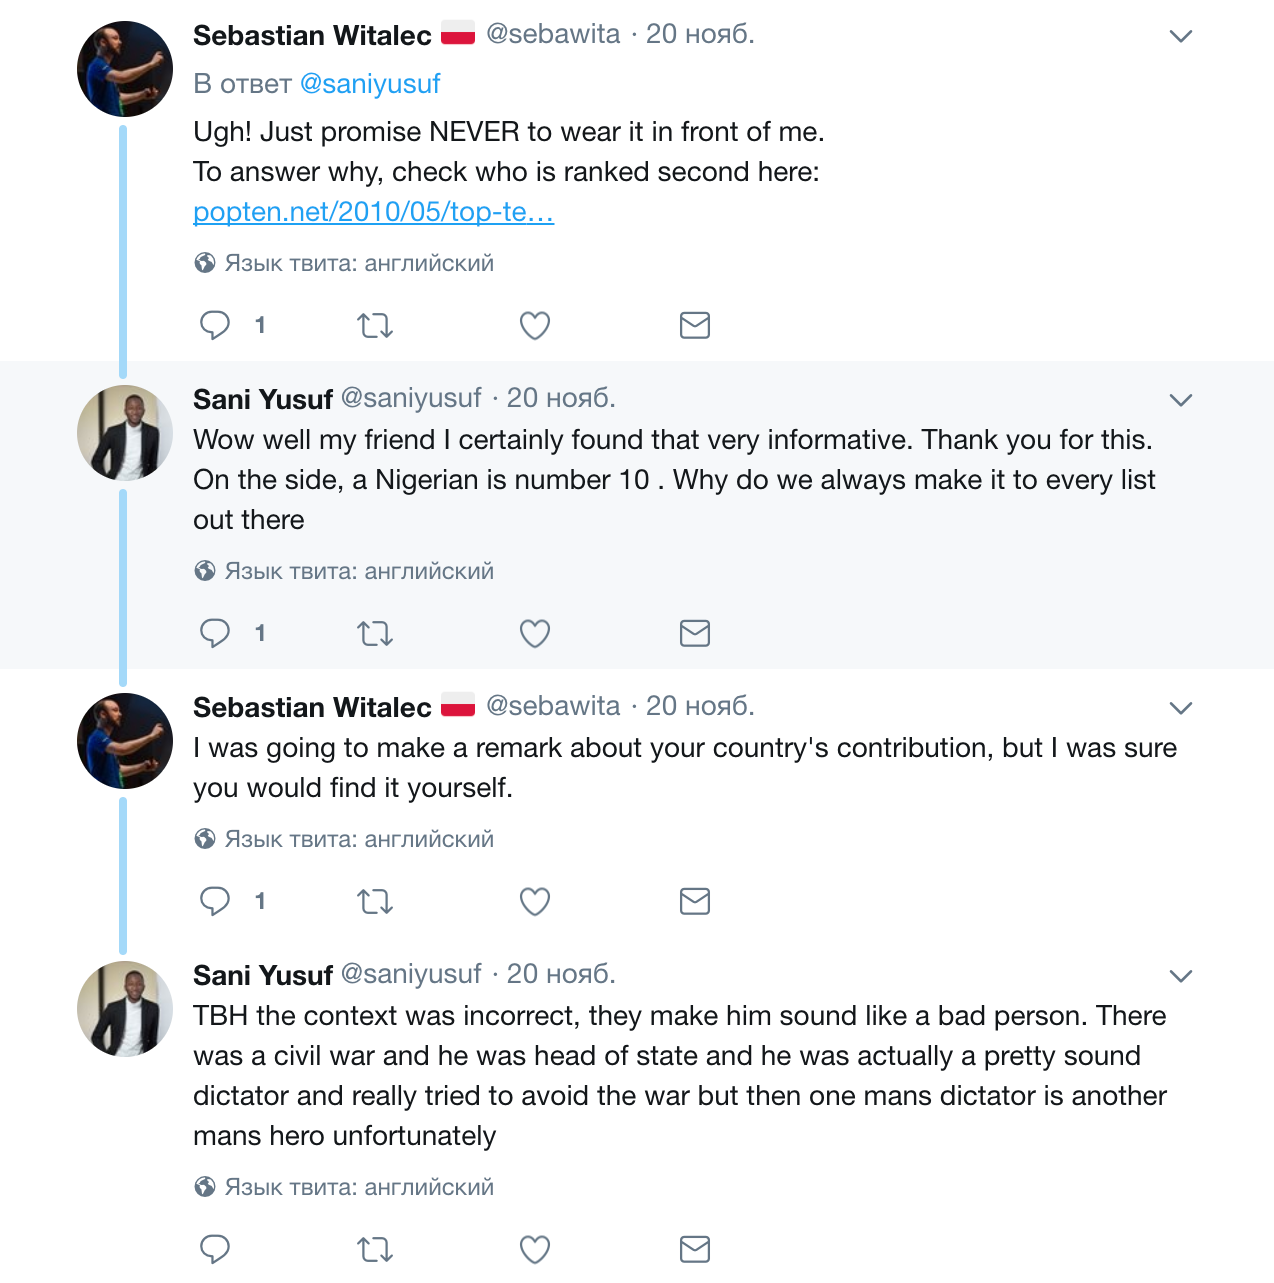 Sebastian Witalec @sebawita · 20 нояб.
В ответ @saniyusuf
Ugh! Just promise NEVER to wear it in front of me.
To answer why, check who is ranked second here:
popten.net/2010/05/top-te…
Язык твита: английский
1
Sani Yusuf @saniyusuf · 20 нояб.
Wow well my friend I certainly found that very informative. Thank you for this.
On the side, a Nigerian is number 10 . Why do we always make it to every list
out there
Язык твита: английский
1
Sebastian Witalec @sebawita · 20 нояб.
I was going to make a remark about your country's contribution, but I was sure
you would find it yourself.
Язык твита: английский
1
Sani Yusuf @saniyusuf · 20 нояб.
TBH the context was incorrect, they make him sound like a bad person. There
was a civil war and he was head of state and he was actually a pretty sound
dictator and really tried to avoid the war but then one mans dictator is another
mans hero unfortunately
Язык твита: английский